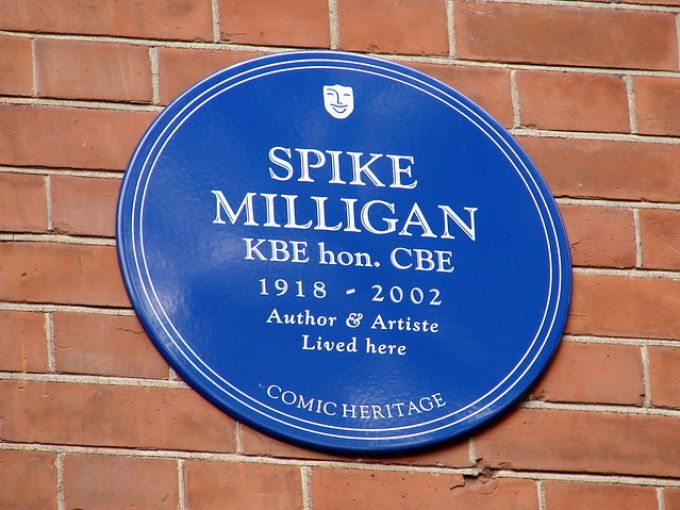 SPIKE
MILLIGAN
KBE hon. CBE
1918 - 2002
Author & Artiste
Lived here
COMIC HERITAGE